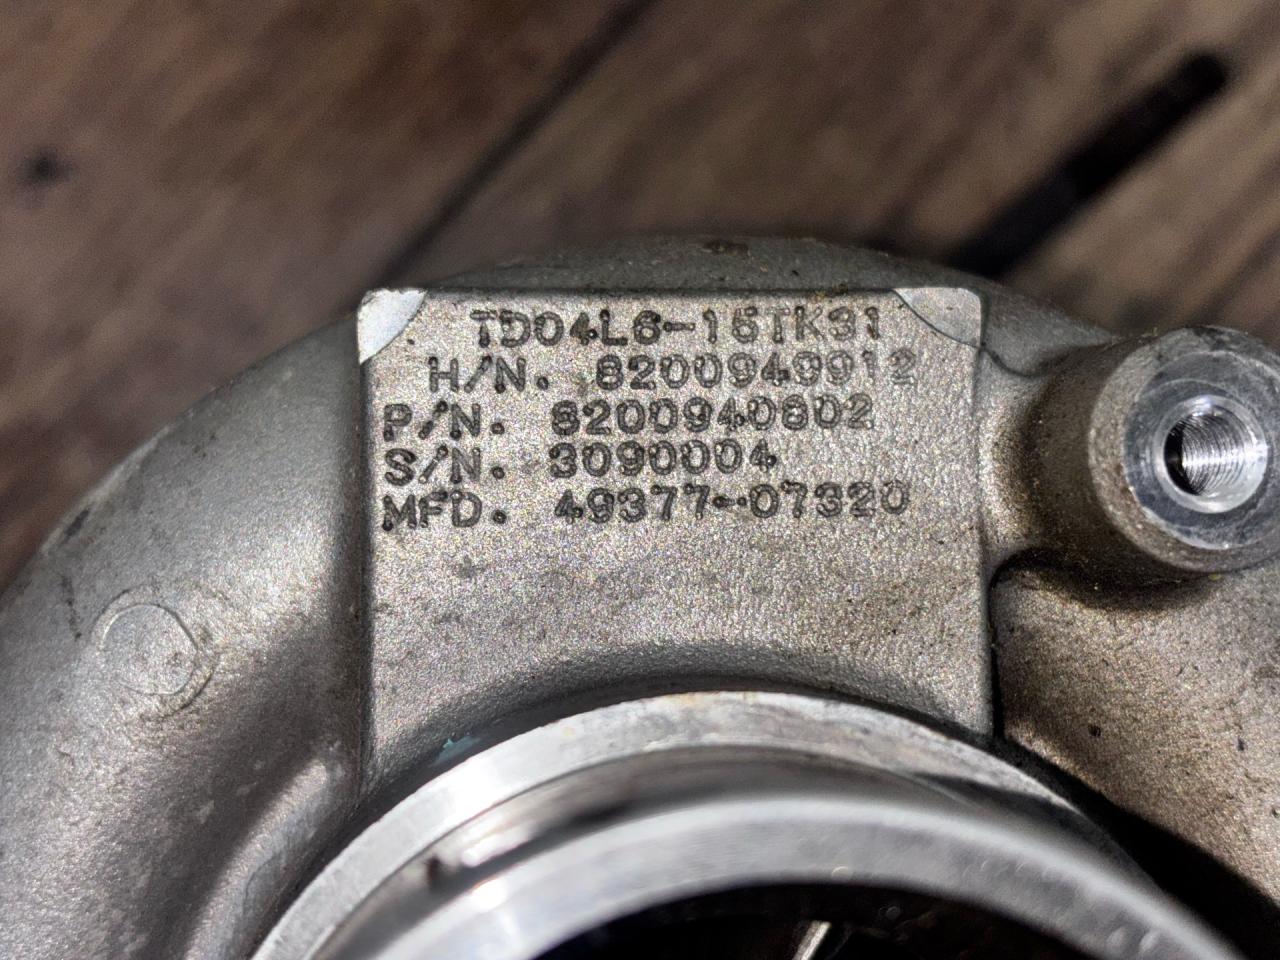 TD04L6-15TK31
H/N. 8200949912
P/N. 8200940802
S/N. 3090004
MFD. 49377-07320